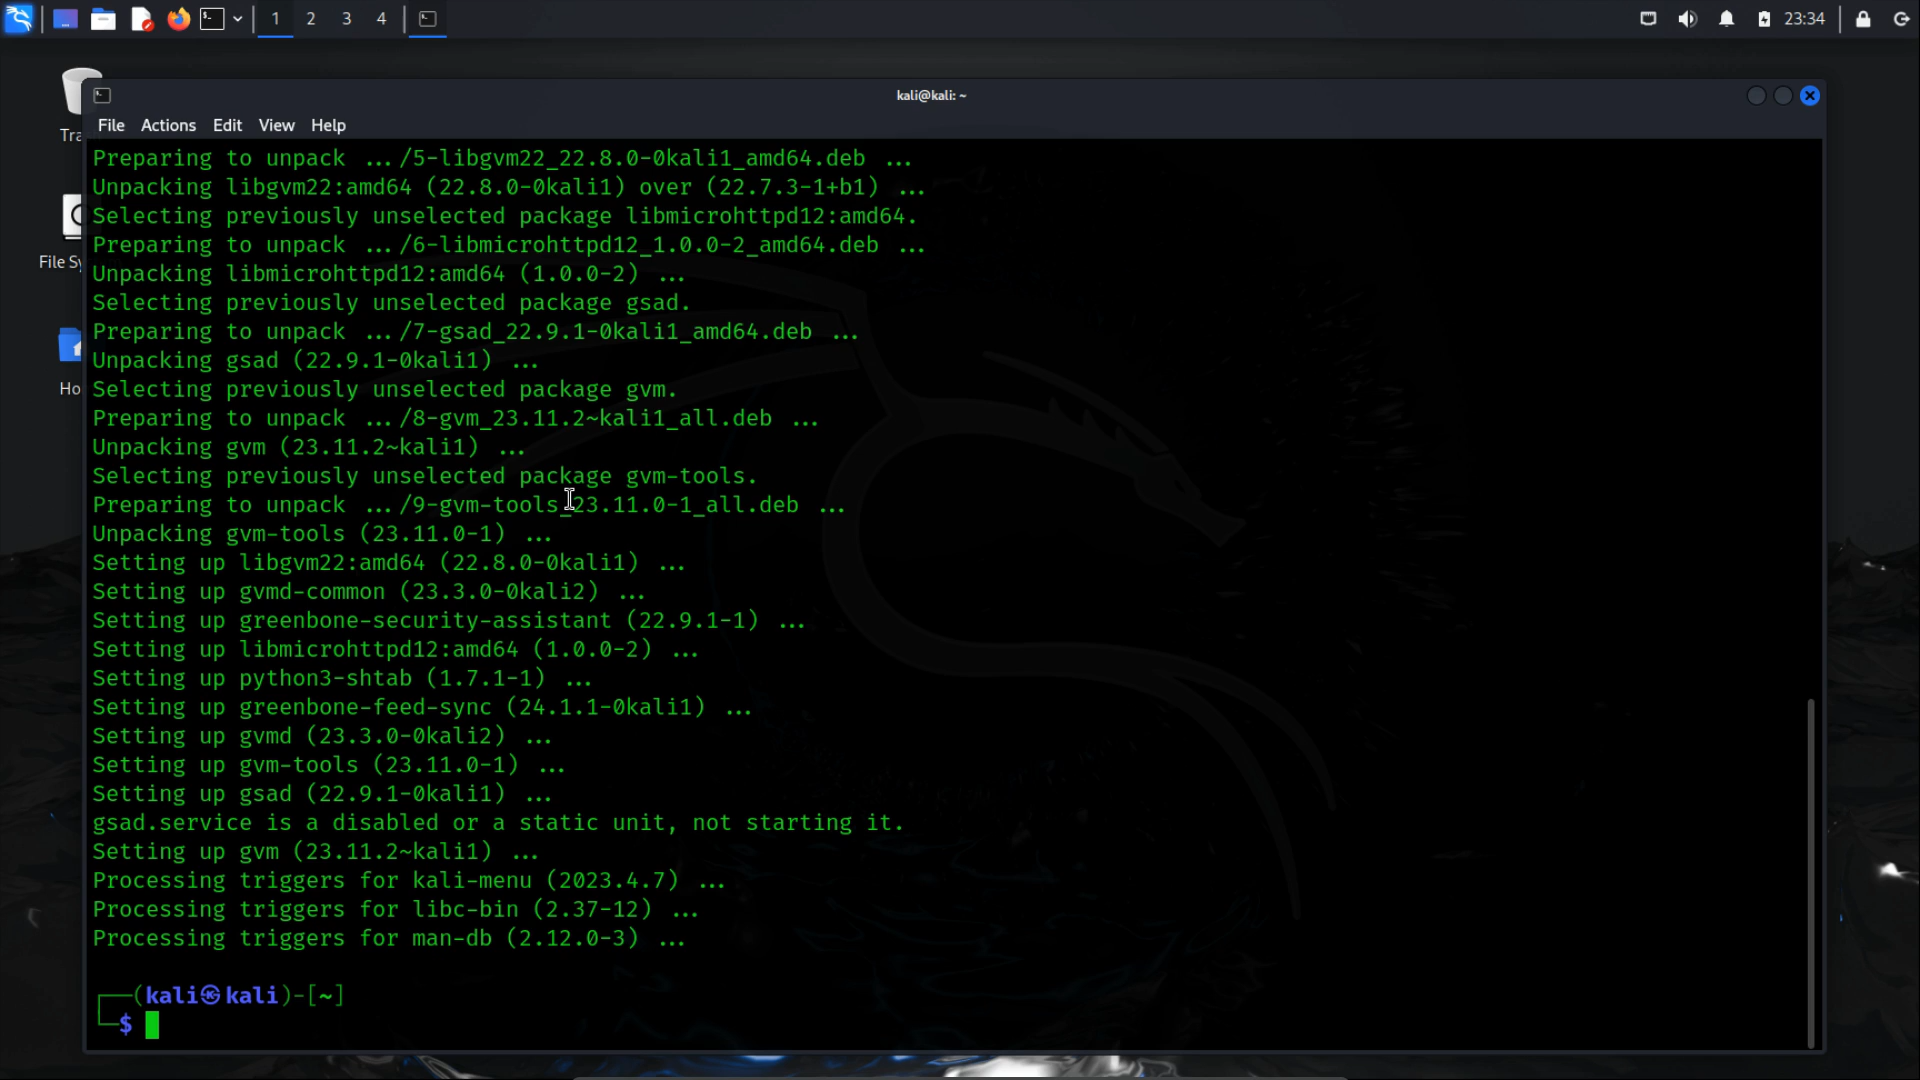 1 2 3 4
23:34
kali@kali: ~
File Actions Edit View Help
Preparing to unpack .../5-libgvm22_22.8.0-0kali1_amd64.deb ...
Unpacking libgvm22:amd64 (22.8.0-0kali1) over (22.7.3-1+b1) ...
Selecting previously unselected package libmicrohttpd12:amd64.
Preparing to unpack .../6-libmicrohttpd12_1.0.0-2_amd64.deb ...
Unpacking libmicrohttpd12:amd64 (1.0.0-2) ...
Selecting previously unselected package gsad.
Preparing to unpack .../7-gsad_22.9.1-0kali1_amd64.deb ...
Unpacking gsad (22.9.1-0kali1) ...
Selecting previously unselected package gvm.
Preparing to unpack .../8-gvm_23.11.2~kali1_all.deb ...
Unpacking gvm (23.11.2~kali1) ...
Selecting previously unselected package gvm-tools.
Preparing to unpack .../9-gvm-tools_23.11.0-1_all.deb ...
Unpacking gvm-tools (23.11.0-1) ...
Setting up libgvm22:amd64 (22.8.0-0kali1) ...
Setting up gvmd-common (23.3.0-0kali2) ...
Setting up greenbone-security-assistant (22.9.1-1) ...
Setting up libmicrohttpd12:amd64 (1.0.0-2) ...
Setting up python3-shtab (1.7.1-1) ...
Setting up greenbone-feed-sync (24.1.1-0kali1) ...
Setting up gvmd (23.3.0-0kali2) ...
Setting up gvm-tools (23.11.0-1) ...
Setting up gsad (22.9.1-0kali1) ...
gsad.service is a disabled or a static unit, not starting it.
Setting up gvm (23.11.2~kali1) ...
Processing triggers for kali-menu (2023.4.7) ...
Processing triggers for libc-bin (2.37-12) ...
Processing triggers for man-db (2.12.0-3) ...
┌──(kali㉿kali)-[~]
└─$
Tra
File Sy
Ho